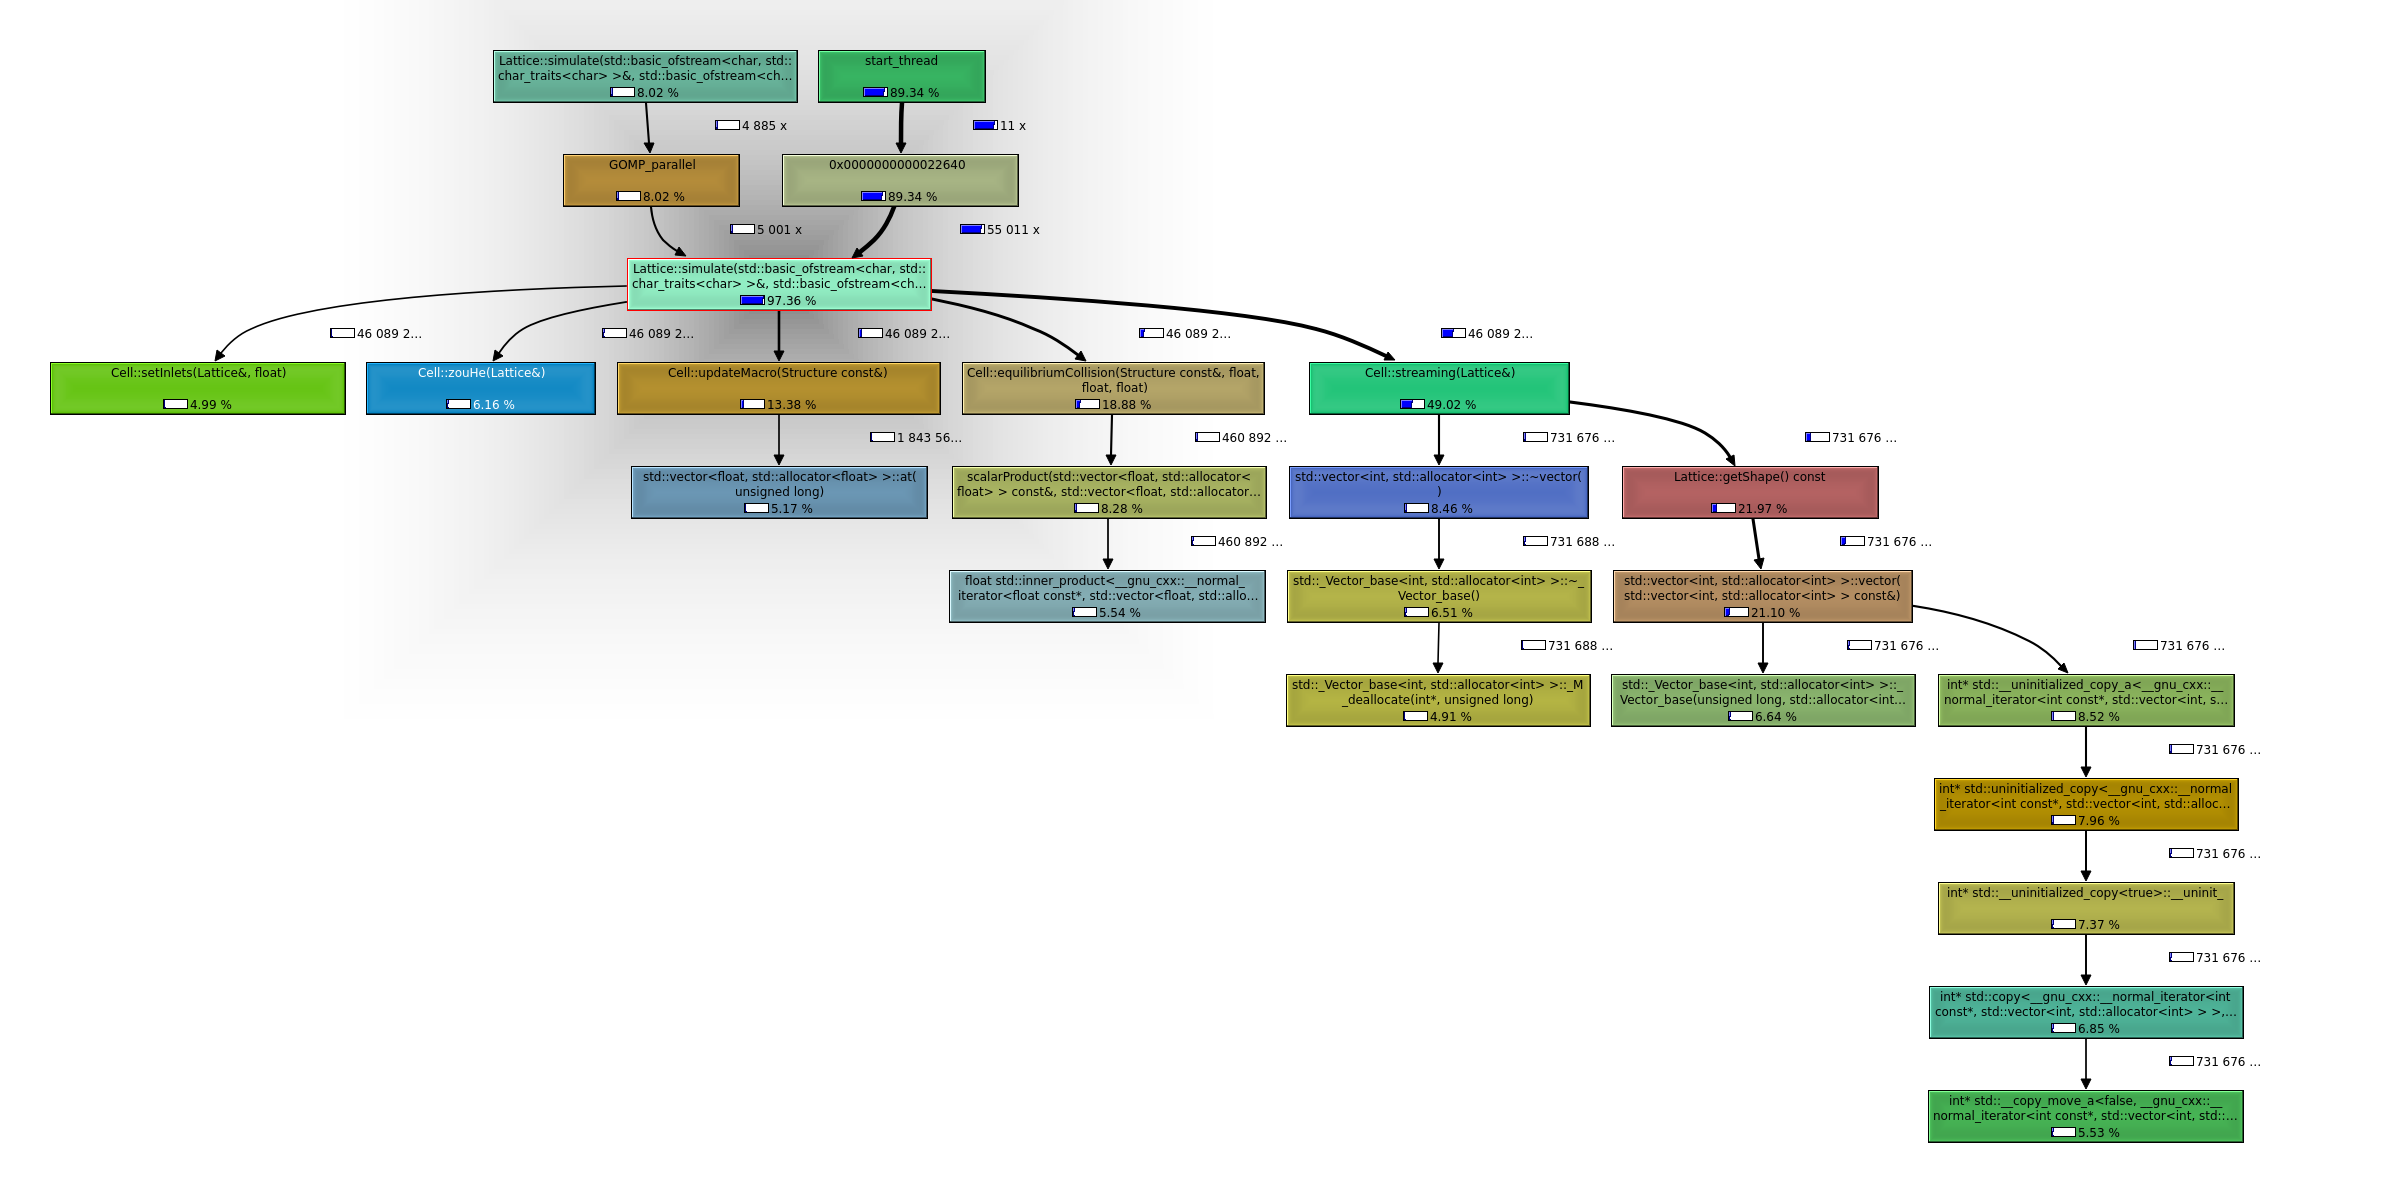 Lattice::simulate(std::basic_ofstream<char, std::
char_traits<char> >&, std::basic_ofstream<ch...
8.02 %
start_thread
89.34 %
4 885 x
11 x
GOMP_parallel
8.02 %
0x0000000000022640
89.34 %
5 001 x
55 011 x
Lattice::simulate(std::basic_ofstream<char, std::
char_traits<char> >&, std::basic_ofstream<ch...
97.36 %
46 089 2...
46 089 2...
46 089 2...
46 089 2...
46 089 2...
Cell::setInlets(Lattice&, float)
4.99 %
Cell::zouHe(Lattice&)
6.16 %
Cell::updateMacro(Structure const&)
13.38 %
Cell::equilibriumCollision(Structure const&, float,
float, float)
18.88 %
Cell::streaming(Lattice&)
49.02 %
1 843 56...
460 892 ...
731 676 ...
731 676 ...
std::vector<float, std::allocator<float> >::at(
unsigned long)
5.17 %
scalarProduct(std::vector<float, std::allocator<
float> > const&, std::vector<float, std::allocator...
8.28 %
std::vector<int, std::allocator<int> >::~vector(
)
8.46 %
Lattice::getShape() const
21.97 %
460 892 ...
731 688 ...
731 676 ...
float std::inner_product<__gnu_cxx::__normal_
iterator<float const*, std::vector<float, std::allo...
5.54 %
std::_Vector_base<int, std::allocator<int> >::~_
Vector_base()
6.51 %
std::vector<int, std::allocator<int> >::vector(
std::vector<int, std::allocator<int> > const&)
21.10 %
731 688 ...
731 676 ...
731 676 ...
std::_Vector_base<int, std::allocator<int> >::_M
_deallocate(int*, unsigned long)
4.91 %
std::_Vector_base<int, std::allocator<int> >::_
Vector_base(unsigned long, std::allocator<int...
6.64 %
int* std::__uninitialized_copy_a<__gnu_cxx::__
normal_iterator<int const*, std::vector<int, s...
8.52 %
731 676 ...
int* std::uninitialized_copy<__gnu_cxx::__normal
_iterator<int const*, std::vector<int, std::alloc...
7.96 %
731 676 ...
int* std::__uninitialized_copy<true>::__uninit_
7.37 %
731 676 ...
int* std::copy<__gnu_cxx::__normal_iterator<int
const*, std::vector<int, std::allocator<int> > >,...
6.85 %
731 676 ...
int* std::__copy_move_a<false, __gnu_cxx::__
normal_iterator<int const*, std::vector<int, std::...
5.53 %